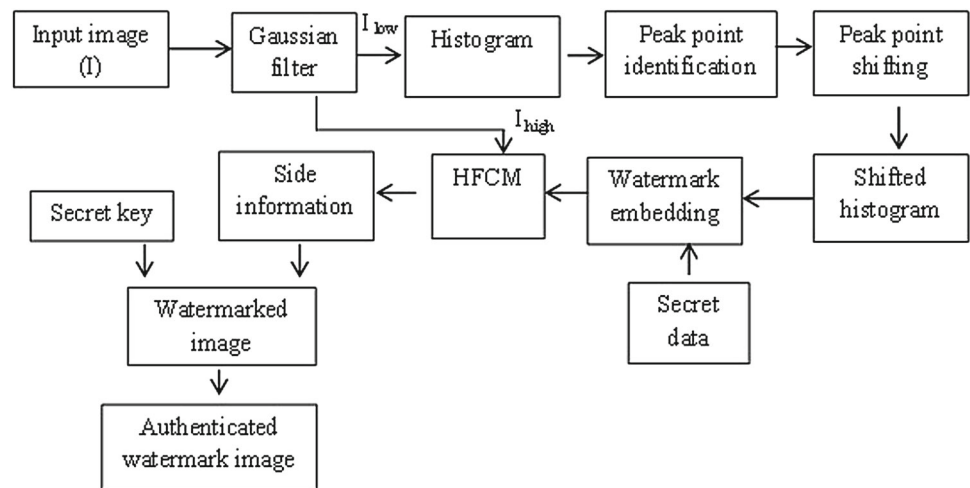 Input image
(I)
Gaussian
filter
I low
Histogram
Peak point
identification
Peak point
shifting
I high
Side
information
HFCM
Watermark
embedding
Shifted
histogram
Secret key
Watermarked
image
Secret
data
Authenticated
watermark image